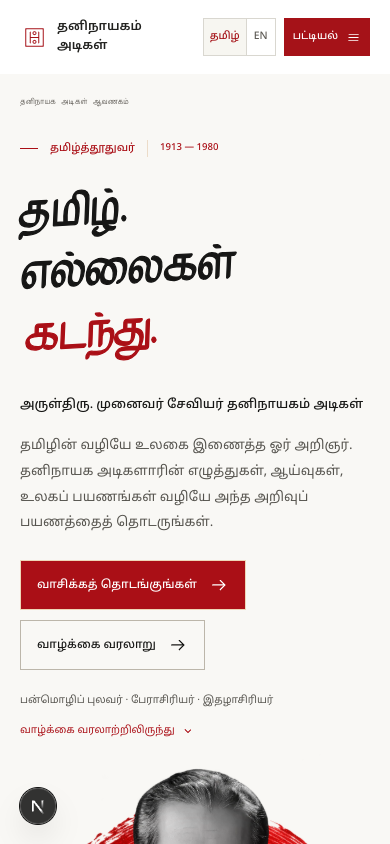 தனிநாயகம்
அடிகள்
தமிழ் EN பட்டியல்
தனிநாயக அடிகள் ஆவணகம்
தமிழ்த்தூதுவர் 1913 — 1980
தமிழ்.
எல்லைகள்
கடந்து.
அருள்திரு. முனைவர் சேவியர் தனிநாயகம் அடிகள்
தமிழின் வழியே உலகை இணைத்த ஓர் அறிஞர்.
தனிநாயக அடிகளாரின் எழுத்துகள், ஆய்வுகள்,
உலகப் பயணங்கள் வழியே அந்த அறிவுப்
பயணத்தைத் தொடருங்கள்.
வாசிக்கத் தொடங்குங்கள் →
வாழ்க்கை வரலாறு →
பன்மொழிப் புலவர் · பேராசிரியர் · இதழாசிரியர்
வாழ்க்கை வரலாற்றிலிருந்து
N